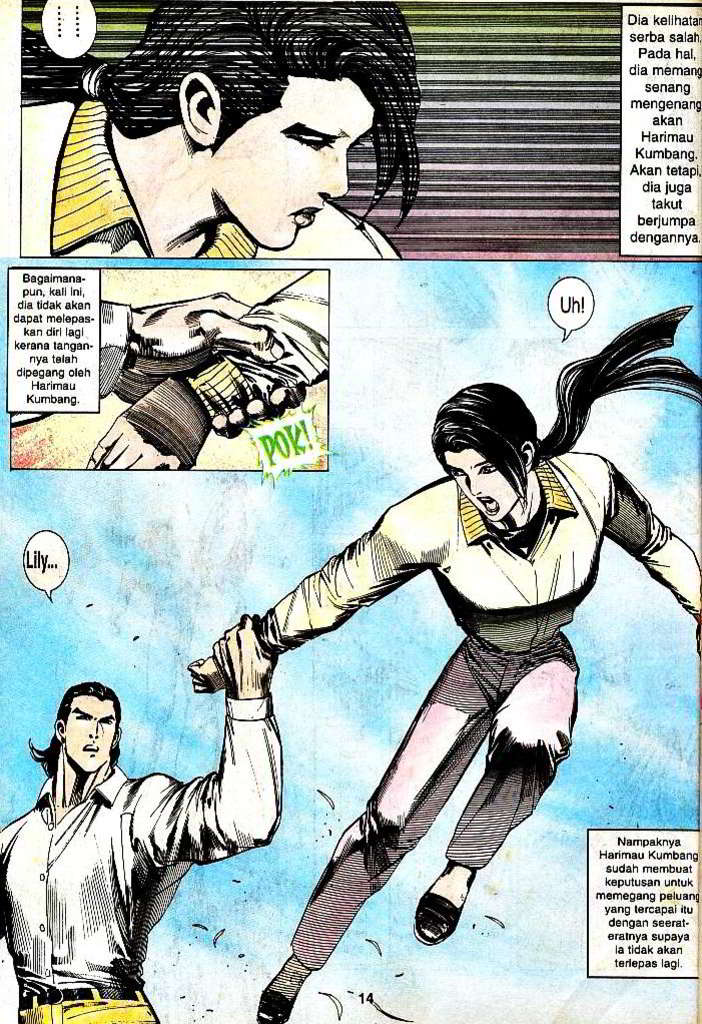 Dia kelihatan
serba salah.
Pada hal,
dia memang
senang
mengenang
akan
Harimau
Kumbang.
Akan tetapi,
dia juga
takut
berjumpa
dengannya.
Bagaimana-
pun, kali ini,
dia tidak akan
dapat melepas-
kan diri lagi
kerana tangan-
nya telah
dipegang oleh
Harimau
Kumbang.
POK!
Uh!
Lily...
Nampaknya
Harimau Kumbang
sudah membuat
keputusan untuk
memegang peluang
yang tercapai itu
dengan seerat-
eratnya supaya
ia tidak akan
terlepas lagi.
14